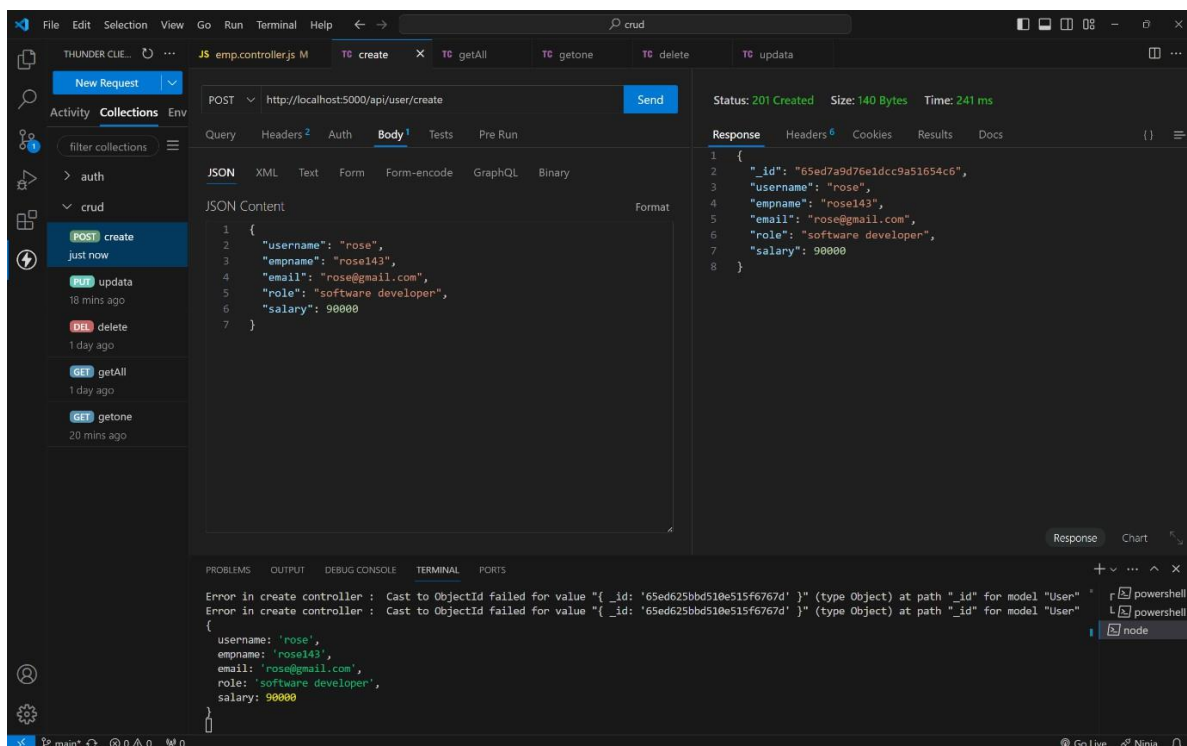 File Edit Selection View Go Run Terminal Help
crud
THUNDER CLIE...
JS emp.controller.js M
TC create
TC getAll
TC getone
TC delete
TC updata
New Request
Activity Collections Env
filter collections
auth
crud
POST create
just now
PUT updata
18 mins ago
DEL delete
1 day ago
GET getAll
1 day ago
GET getone
20 mins ago
POST http://localhost:5000/api/user/create Send
Query Headers 2 Auth Body 1 Tests Pre Run
JSON XML Text Form Form-encode GraphQL Binary
JSON Content Format
1 {
2 "username": "rose",
3 "empname": "rose143",
4 "email": "rose@gmail.com",
5 "role": "software developer",
6 "salary": 90000
7 }
Status: 201 Created Size: 140 Bytes Time: 241 ms
Response Headers 6 Cookies Results Docs
{}
1 {
2 "_id": "65ed7a9d76e1dcc9a51654c6",
3 "username": "rose",
4 "empname": "rose143",
5 "email": "rose@gmail.com",
6 "role": "software developer",
7 "salary": 90000
8 }
Response Chart
PROBLEMS OUTPUT DEBUG CONSOLE TERMINAL PORTS
Error in create controller : Cast to ObjectId failed for value "{ _id: '65ed625bbd510e515f6767d' }" (type Object) at path "_id" for model "User"
Error in create controller : Cast to ObjectId failed for value "{ _id: '65ed625bbd510e515f6767d' }" (type Object) at path "_id" for model "User"
{
username: 'rose',
empname: 'rose143',
email: 'rose@gmail.com',
role: 'software developer',
salary: 90000
}
powershell
powershell
node
main* 0 0 0
Go Live Ninja